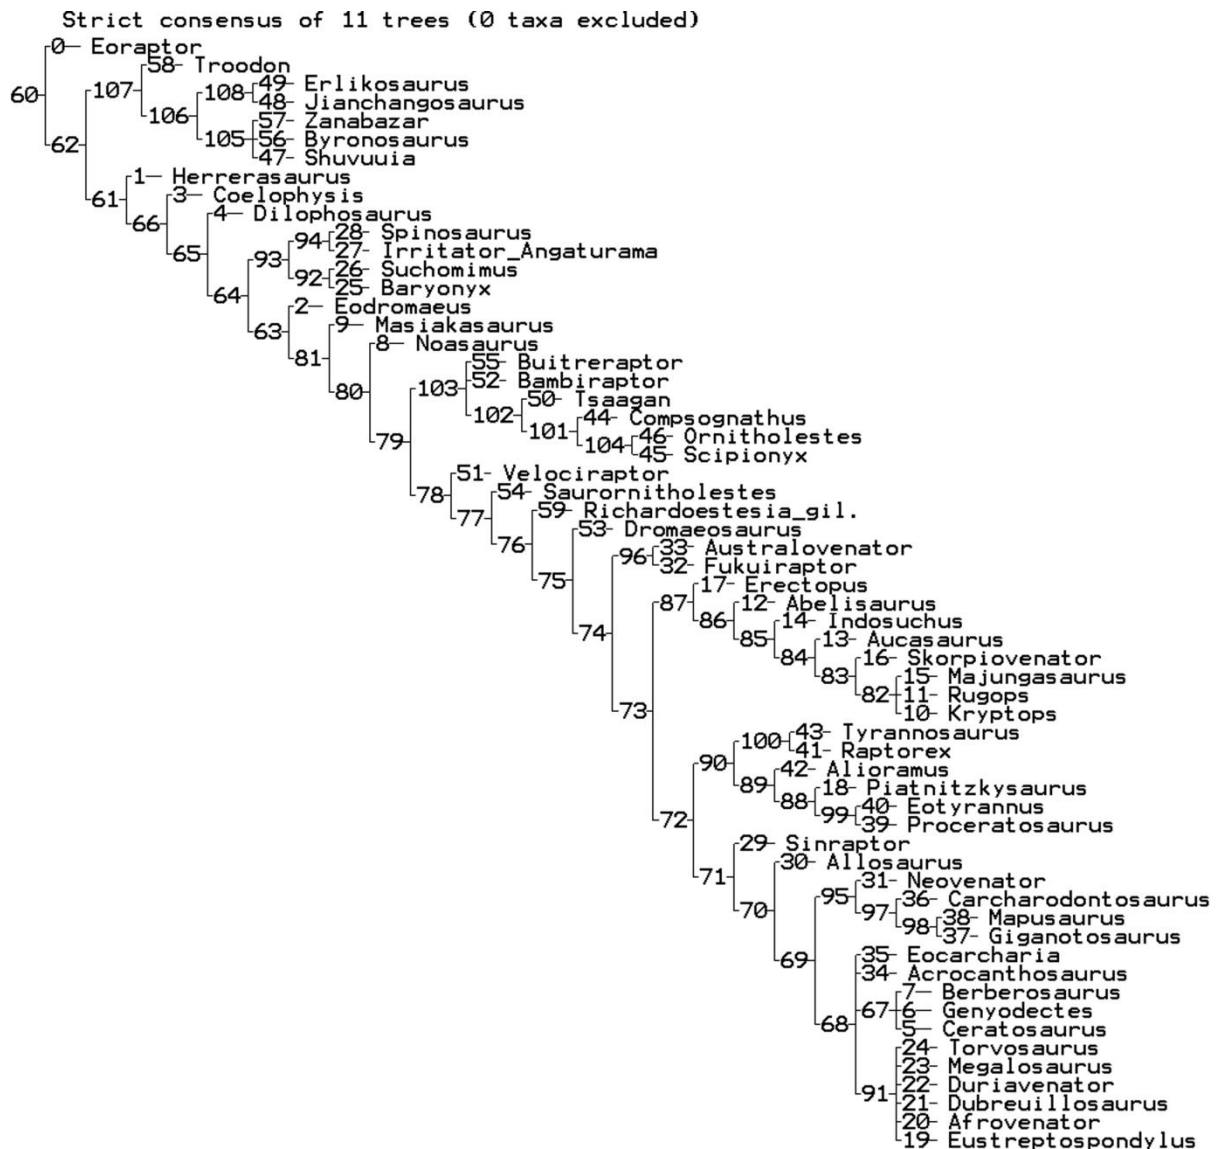 Strict consensus of 11 trees (0 taxa excluded)
0 Eoraptor
58 Troodon
49 Erlikosaurus
107 108
48 Jianchangosaurus
60
57 Zanabazar
106
105 56 Byronosaurus
62
47 Shuvuuia
1 Herrerasaurus
3 Coelophysis
61
4 Dilophosaurus
66
28 Spinosaurus
94
27 Irritator_Angaturama
65 93
26 Suchomimus
92
25 Baryonyx
64
2 Eodromaeus
9 Masiakasaurus
63
8 Noasaurus
81
55 Buitreraptor
52 Bambiraptor
80 103
50 Tsaagan
102
44 Compsognathus
101
46 Ornitholestes
79 104
45 Scipionyx
51 Velociraptor
54 Saurornitholestes
78
59 Richardoestesia_gil.
77
53 Dromaeosaurus
76
33 Australovenator
96
32 Fukuiraptor
75
17 Erectopus
87
12 Abelisaurus
86
14 Indosuchus
74 85
13 Aucasaurus
84
16 Skorpiovenator
83
15 Majungasaurus
82 11 Rugops
73
10 Kryptops
43 Tyrannosaurus
100
41 Raptorex
90
42 Alioramus
89
18 Piatnitzkysaurus
88
40 Eotyrannus
72 99
39 Proceratosaurus
29 Sinraptor
30 Allosaurus
71
31 Neovenator
95
36 Carcharodontosaurus
70 97
38 Mapusaurus
98
37 Giganotosaurus
35 Eocarcharia
69
34 Acrocanthosaurus
7 Berberosaurus
67 6 Genyodectes
68
5 Ceratosaurus
24 Torvosaurus
23 Megalosaurus
22 Duriavenator
91
21 Dubreuillosaurus
20 Afrovenator
19 Eustreptospondylus